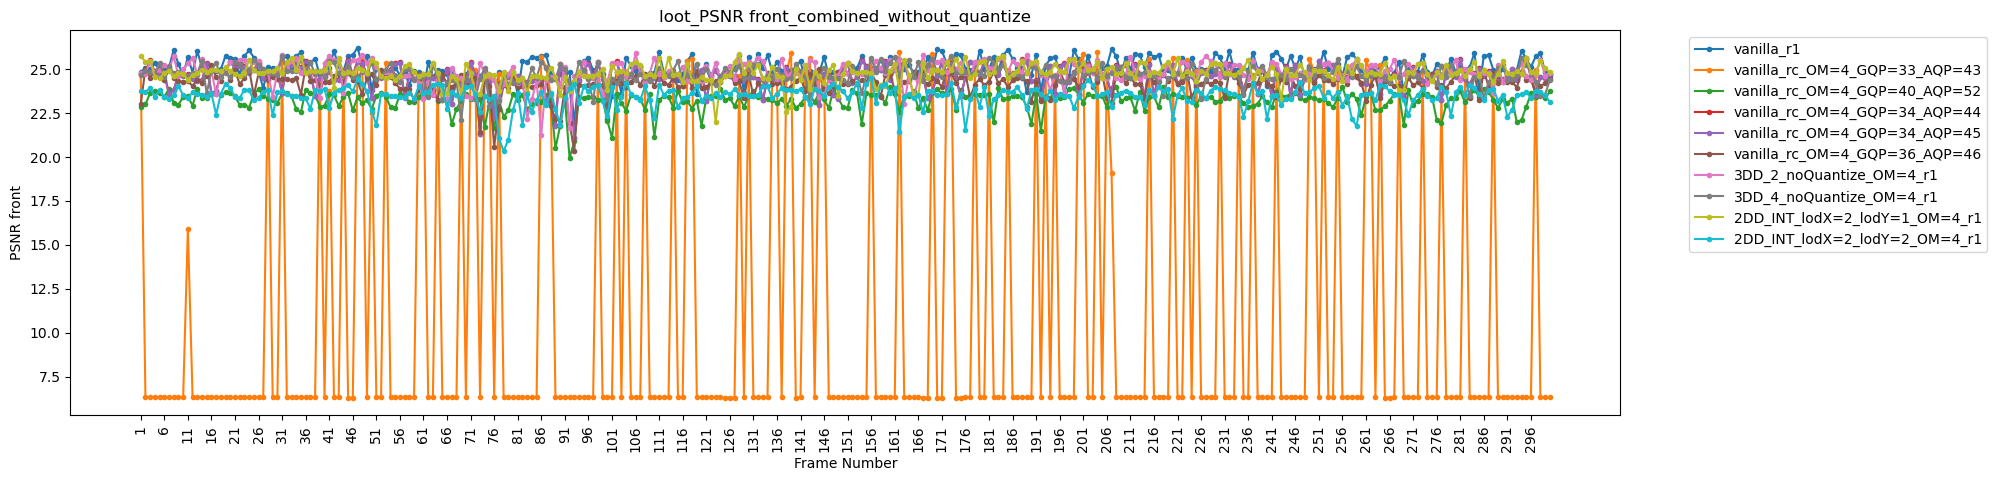 loot_PSNR front_combined_without_quantize
PSNR front
25.0
22.5
20.0
17.5
15.0
12.5
10.0
7.5
1 6 11 16 21 26 31 36 41 46 51 56 61 66 71 76 81 86 91 96 101 106 111 116 121 126 131 136 141 146 151 156 161 166 171 176 181 186 191 196 201 206 211 216 221 226 231 236 241 246 251 256 261 266 271 276 281 286 291 296
Frame Number
vanilla_r1
vanilla_rc_OM=4_GQP=33_AQP=43
vanilla_rc_OM=4_GQP=40_AQP=52
vanilla_rc_OM=4_GQP=34_AQP=44
vanilla_rc_OM=4_GQP=34_AQP=45
vanilla_rc_OM=4_GQP=36_AQP=46
3DD_2_noQuantize_OM=4_r1
3DD_4_noQuantize_OM=4_r1
2DD_INT_lodX=2_lodY=1_OM=4_r1
2DD_INT_lodX=2_lodY=2_OM=4_r1